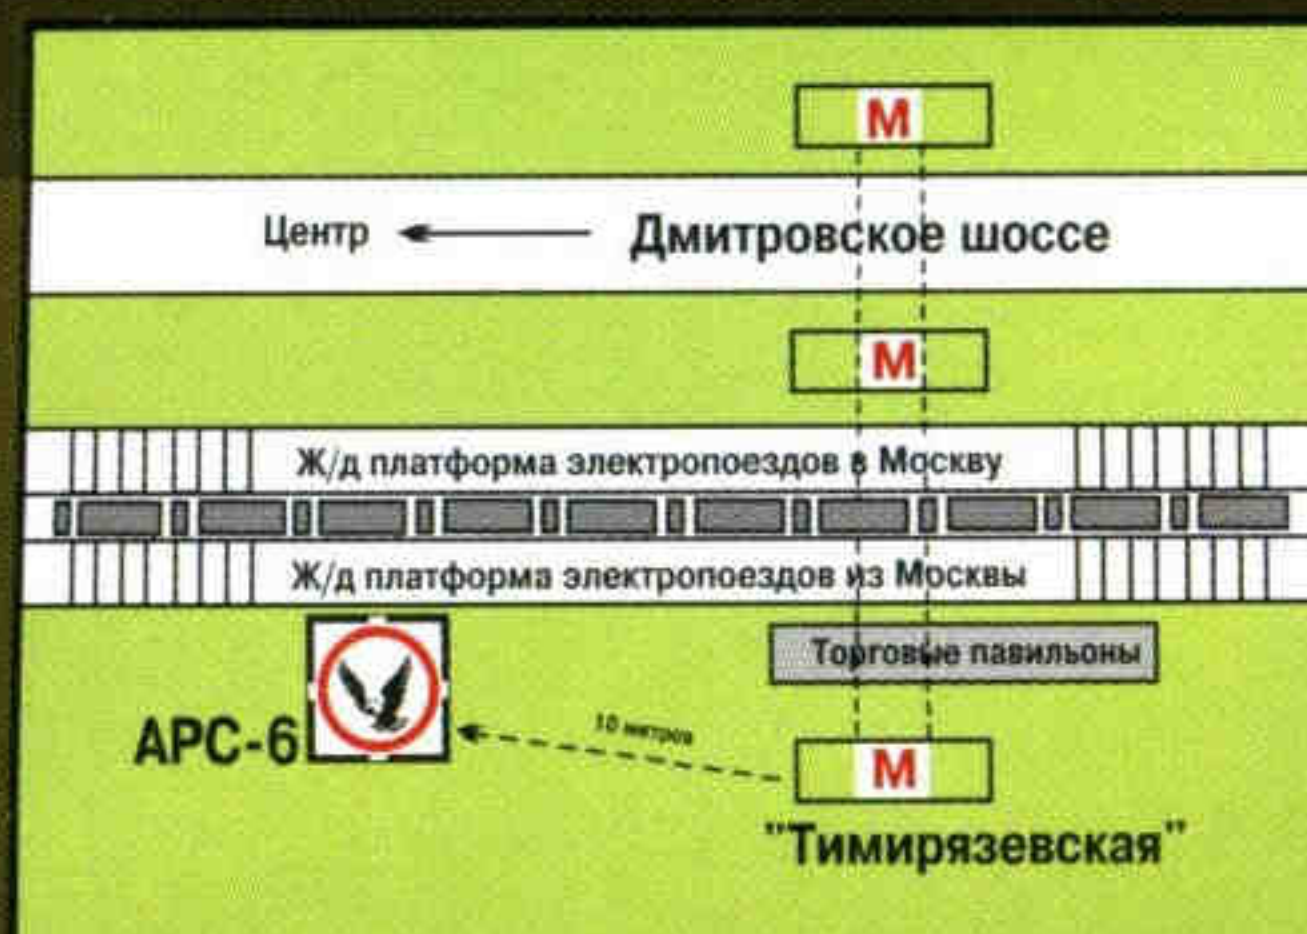 М
Центр
Дмитровское шоссе
М
Ж/д платформа электропоездов в Москву
Ж/д платформа электропоездов из Москвы
Торговые павильоны
10 метров
АРС-6
М
"Тимирязевская"